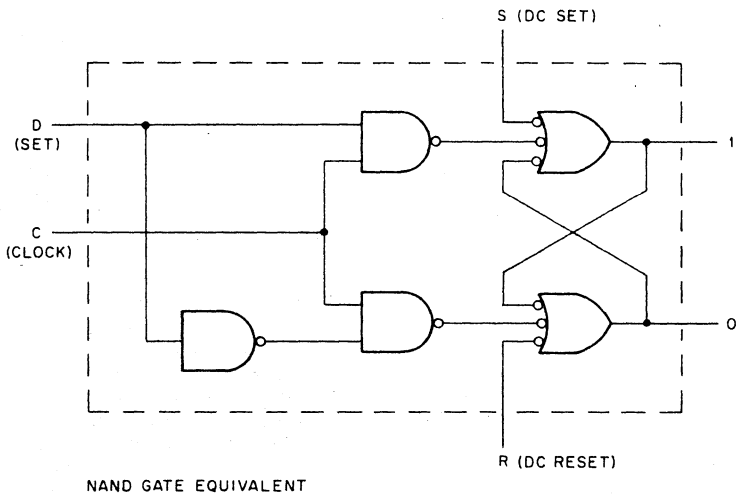 S (DC SET)
D
(SET)
1
C
(CLOCK)
0
R (DC RESET)
NAND GATE EQUIVALENT